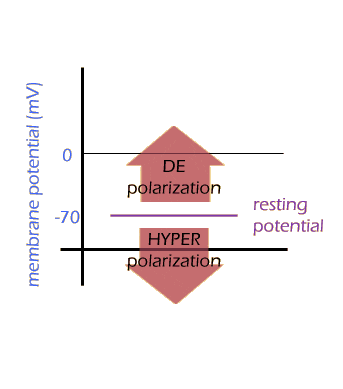 membrane potential (mV)
0
DE
polarization
-70
resting
potential
HYPER
polarization